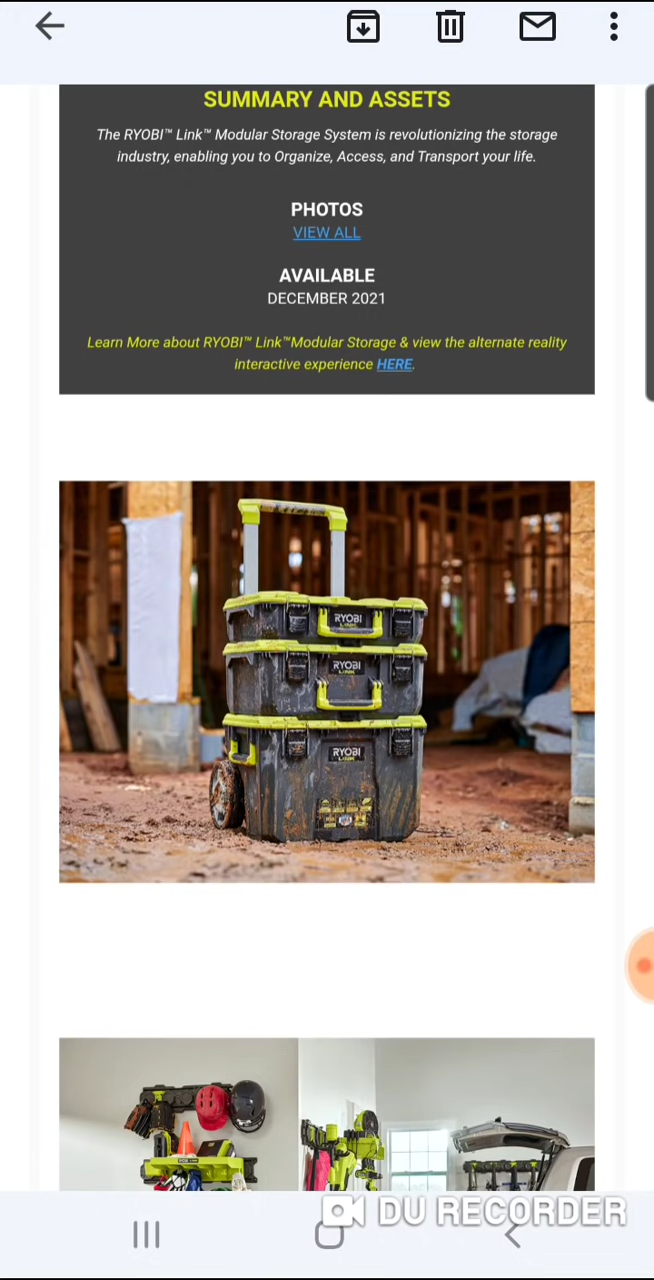 SUMMARY AND ASSETS
The RYOBI™ Link™ Modular Storage System is revolutionizing the storage
industry, enabling you to Organize, Access, and Transport your life.
PHOTOS
VIEW ALL
AVAILABLE
DECEMBER 2021
Learn More about RYOBI™ Link™Modular Storage & view the alternate reality
interactive experience HERE.
RYOBI
LINK
RYOBI
LINK
RYOBI
LINK
DU RECORDER